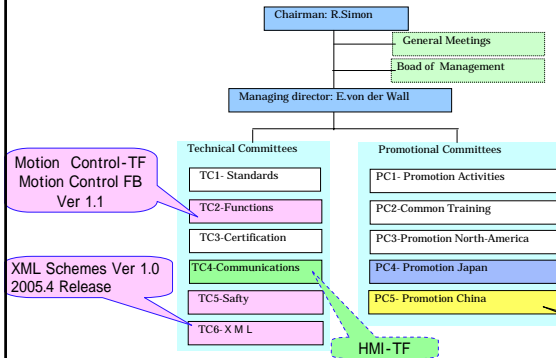 Chairman: R.Simon
General Meetings
Boad of Management
Managing director: E.von der Wall
Technical Committees
TC1- Standards
TC2-Functions
TC3-Certification
TC4-Communications
TC5-Safty
TC6- X M L
Promotional Committees
PC1- Promotion Activities
PC2-Common Training
PC3-Promotion North-America
PC4- Promotion Japan
PC5- Promotion China
Motion Control-TF
Motion Control FB
Ver 1.1
XML Schemes Ver 1.0
2005.4 Release
HMI-TF